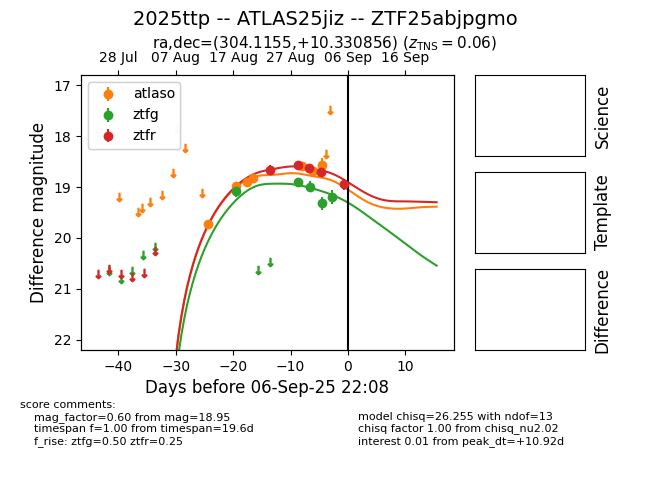 2025ttp -- ATLAS25jiz -- ZTF25abjpgmo
ra,dec=(304.1155,+10.330856) (z_TNS = 0.06)
28 Jul 07 Aug 17 Aug 27 Aug 06 Sep 16 Sep
17
18
19
20
21
22
Difference magnitude
atlaso
ztfg
ztfr
−40 −30 −20 −10 0 10
Days before 06-Sep-25 22:08
Science
Template
Difference
score comments:
mag_factor=0.60 from mag=18.95
timespan f=1.00 from timespan=19.6d
f_rise: ztfg=0.50 ztfr=0.25
model chisq=26.255 with ndof=13
chisq factor 1.00 from chisq_nu2.02
interest 0.01 from peak_dt=+10.92d